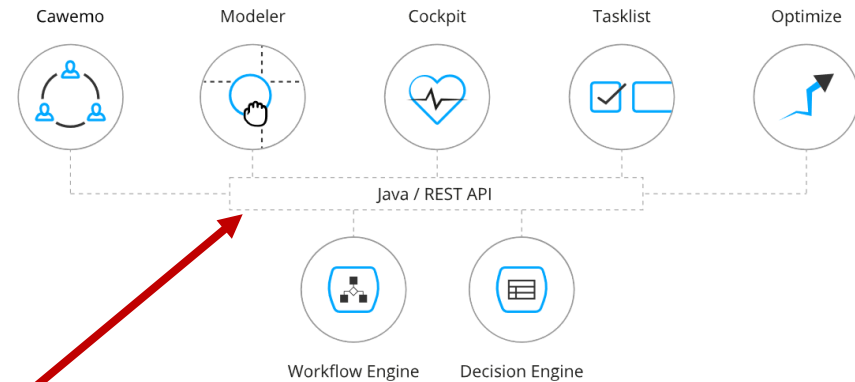 Cawemo
Modeler
Cockpit
Tasklist
Optimize
Java / REST API
Workflow Engine
Decision Engine